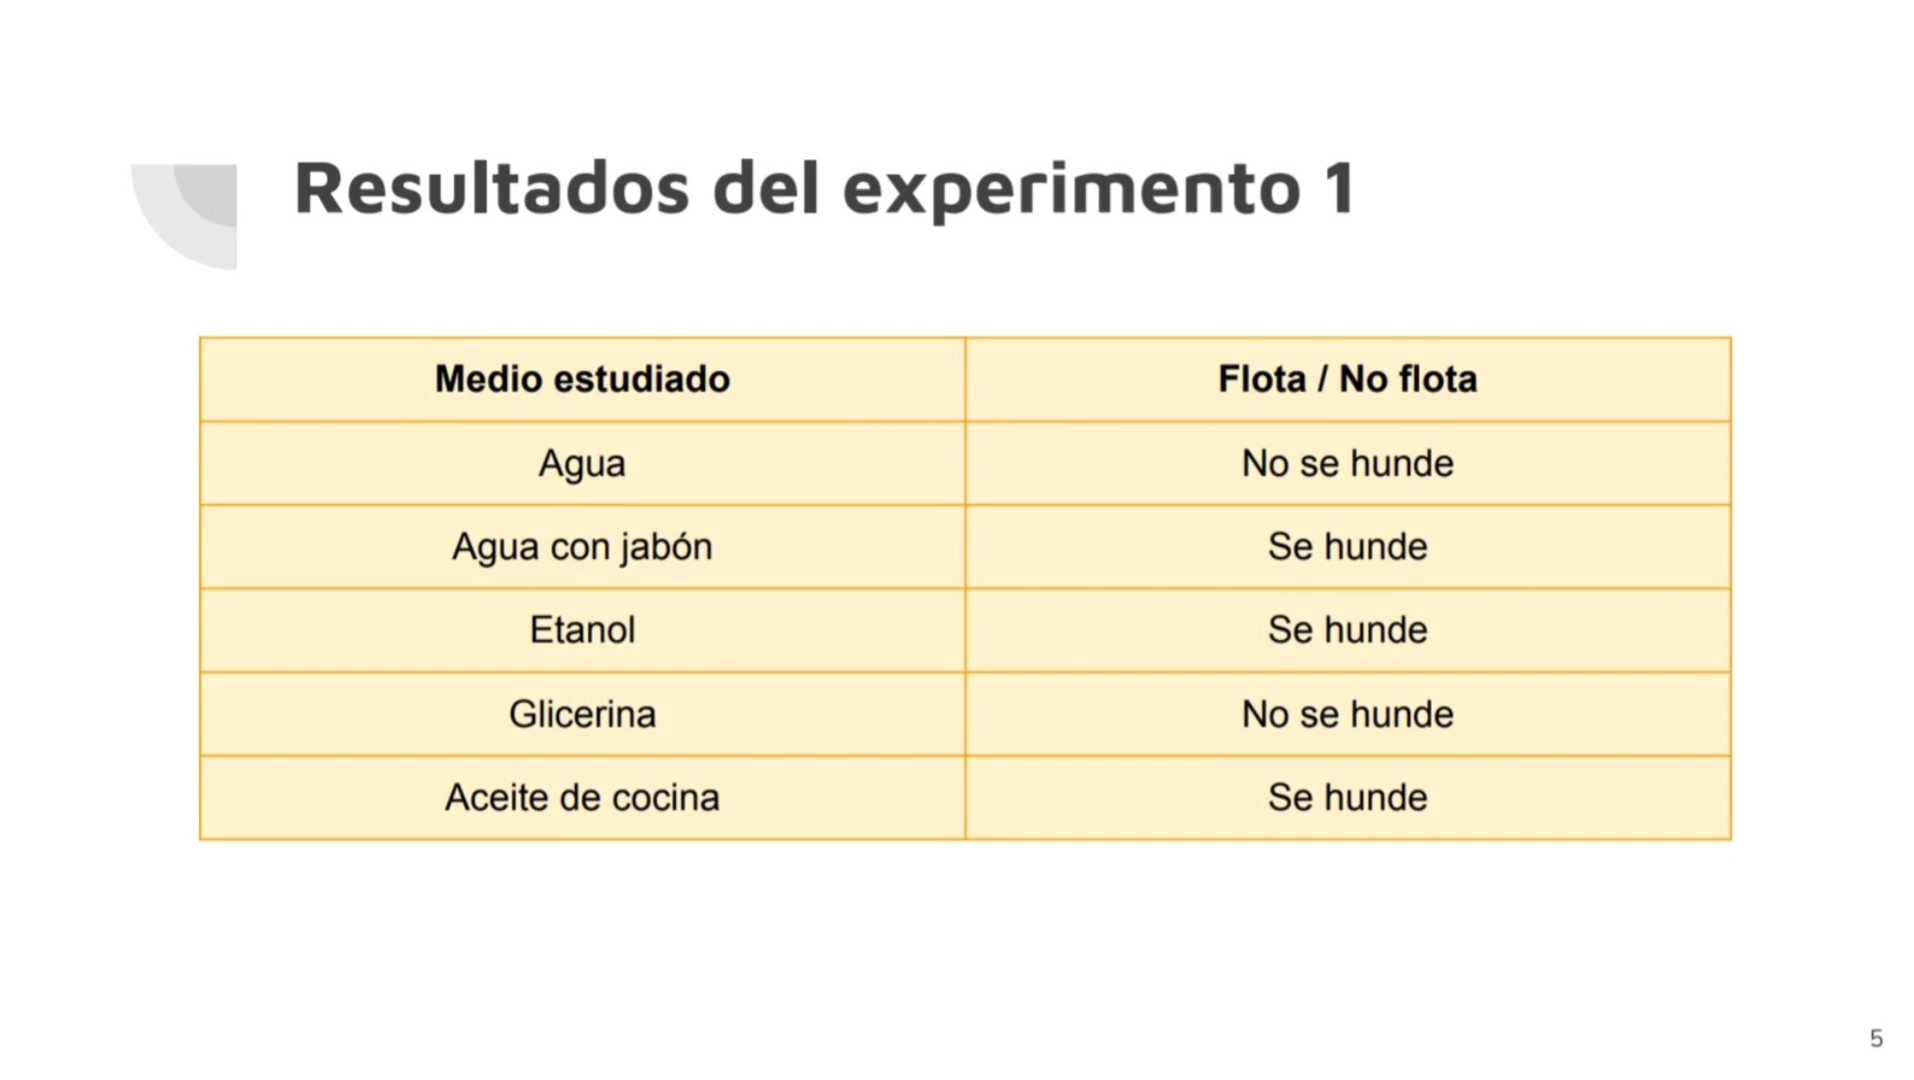 Resultados del experimento 1
Medio estudiado
Flota / No flota
Agua
No se hunde
Agua con jabón
Se hunde
Etanol
Se hunde
Glicerina
No se hunde
Aceite de cocina
Se hunde
5